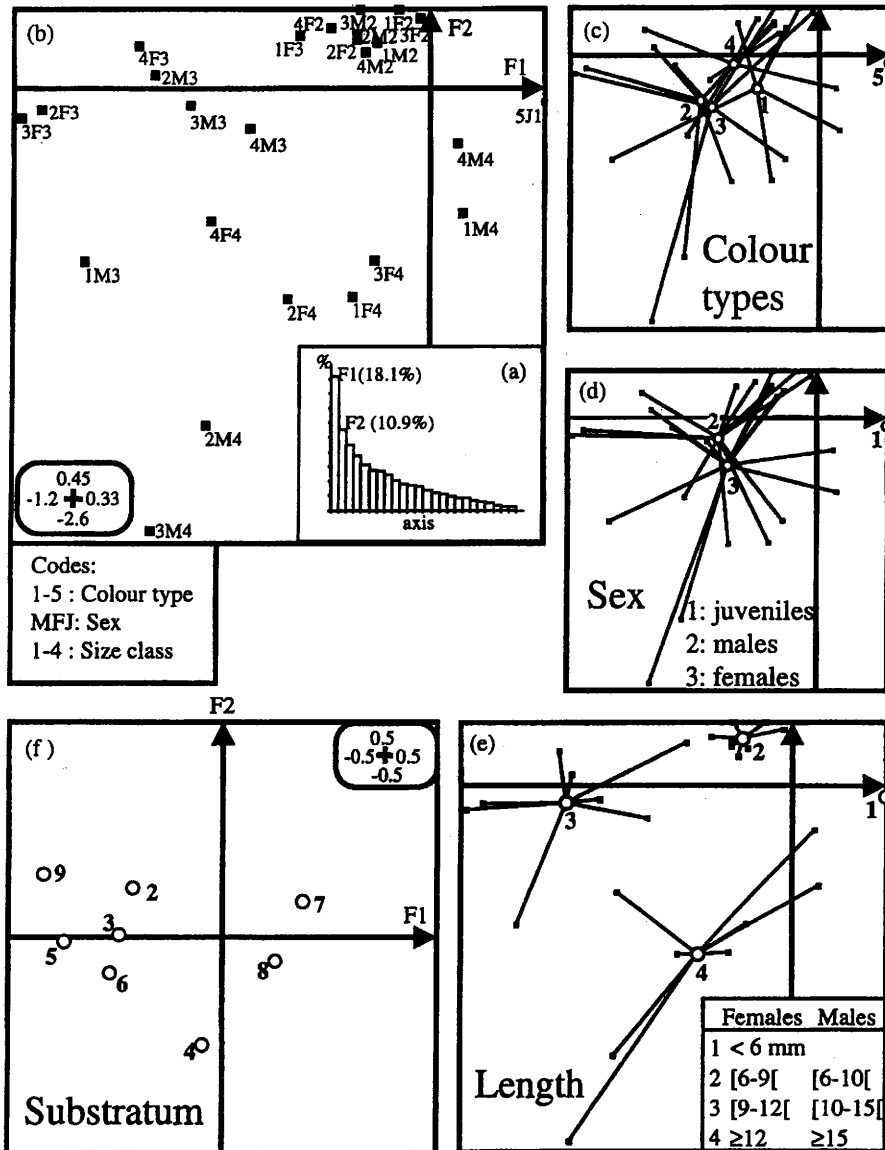 (b)
4F2
3M2
1F2
F2
1F3
2F2
2M2
3F2
1M2
4M2
4F3
2M3
F1
2F3
3F3
3M3
4M3
5J1
4M4
1M4
4F4
1M3
3F4
2F4
1F4
2M4
3M4
0.45
-1.2 0.33
-2.6
%
(a)
F1(18.1%)
F2 (10.9%)
axis
Codes:
1-5 : Colour type
MFJ: Sex
1-4 : Size class
(c)
4
5
1
2
3
Colour
types
(d)
2
1
3
Sex
1: juveniles
2: males
3: females
F2
(f)
0.5
-0.5 0.5
-0.5
9
2
7
3
F1
5
6
8
4
Substratum
(e)
2
1
3
4
Length
Females Males
1 < 6 mm
2 [6-9[ [6-10[
3 [9-12[ [10-15[
4 ≥12 ≥15